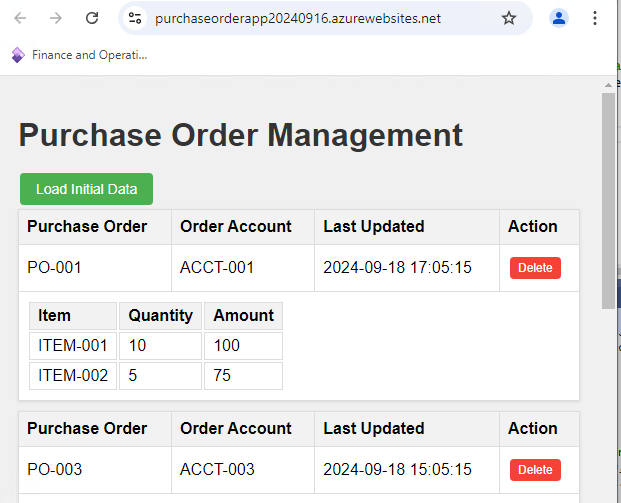 purchaseorderapp20240916.azurewebsites.net
Finance and Operati...
Purchase Order Management
Load Initial Data
Purchase Order Order Account Last Updated Action
PO-001 ACCT-001 2024-09-18 17:05:15 Delete
Item Quantity Amount
ITEM-001 10 100
ITEM-002 5 75
Purchase Order Order Account Last Updated Action
PO-003 ACCT-003 2024-09-18 15:05:15 Delete